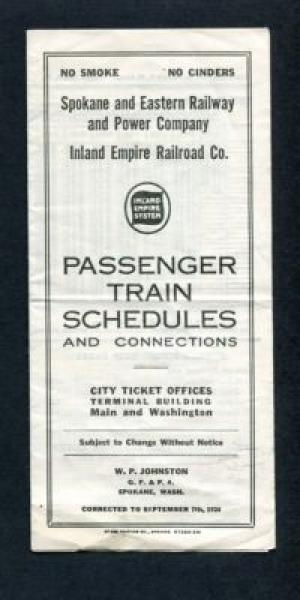 NO SMOKE NO CINDERS
Spokane and Eastern Railway
and Power Company
Inland Empire Railroad Co.
INLAND
EMPIRE
SYSTEM
PASSENGER
TRAIN
SCHEDULES
AND CONNECTIONS
CITY TICKET OFFICES
TERMINAL BUILDING
Main and Washington
Subject to Change Without Notice
W. P. JOHNSTON
G. F. & P. A.
SPOKANE, WASH.
CORRECTED TO SEPTEMBER 7th,